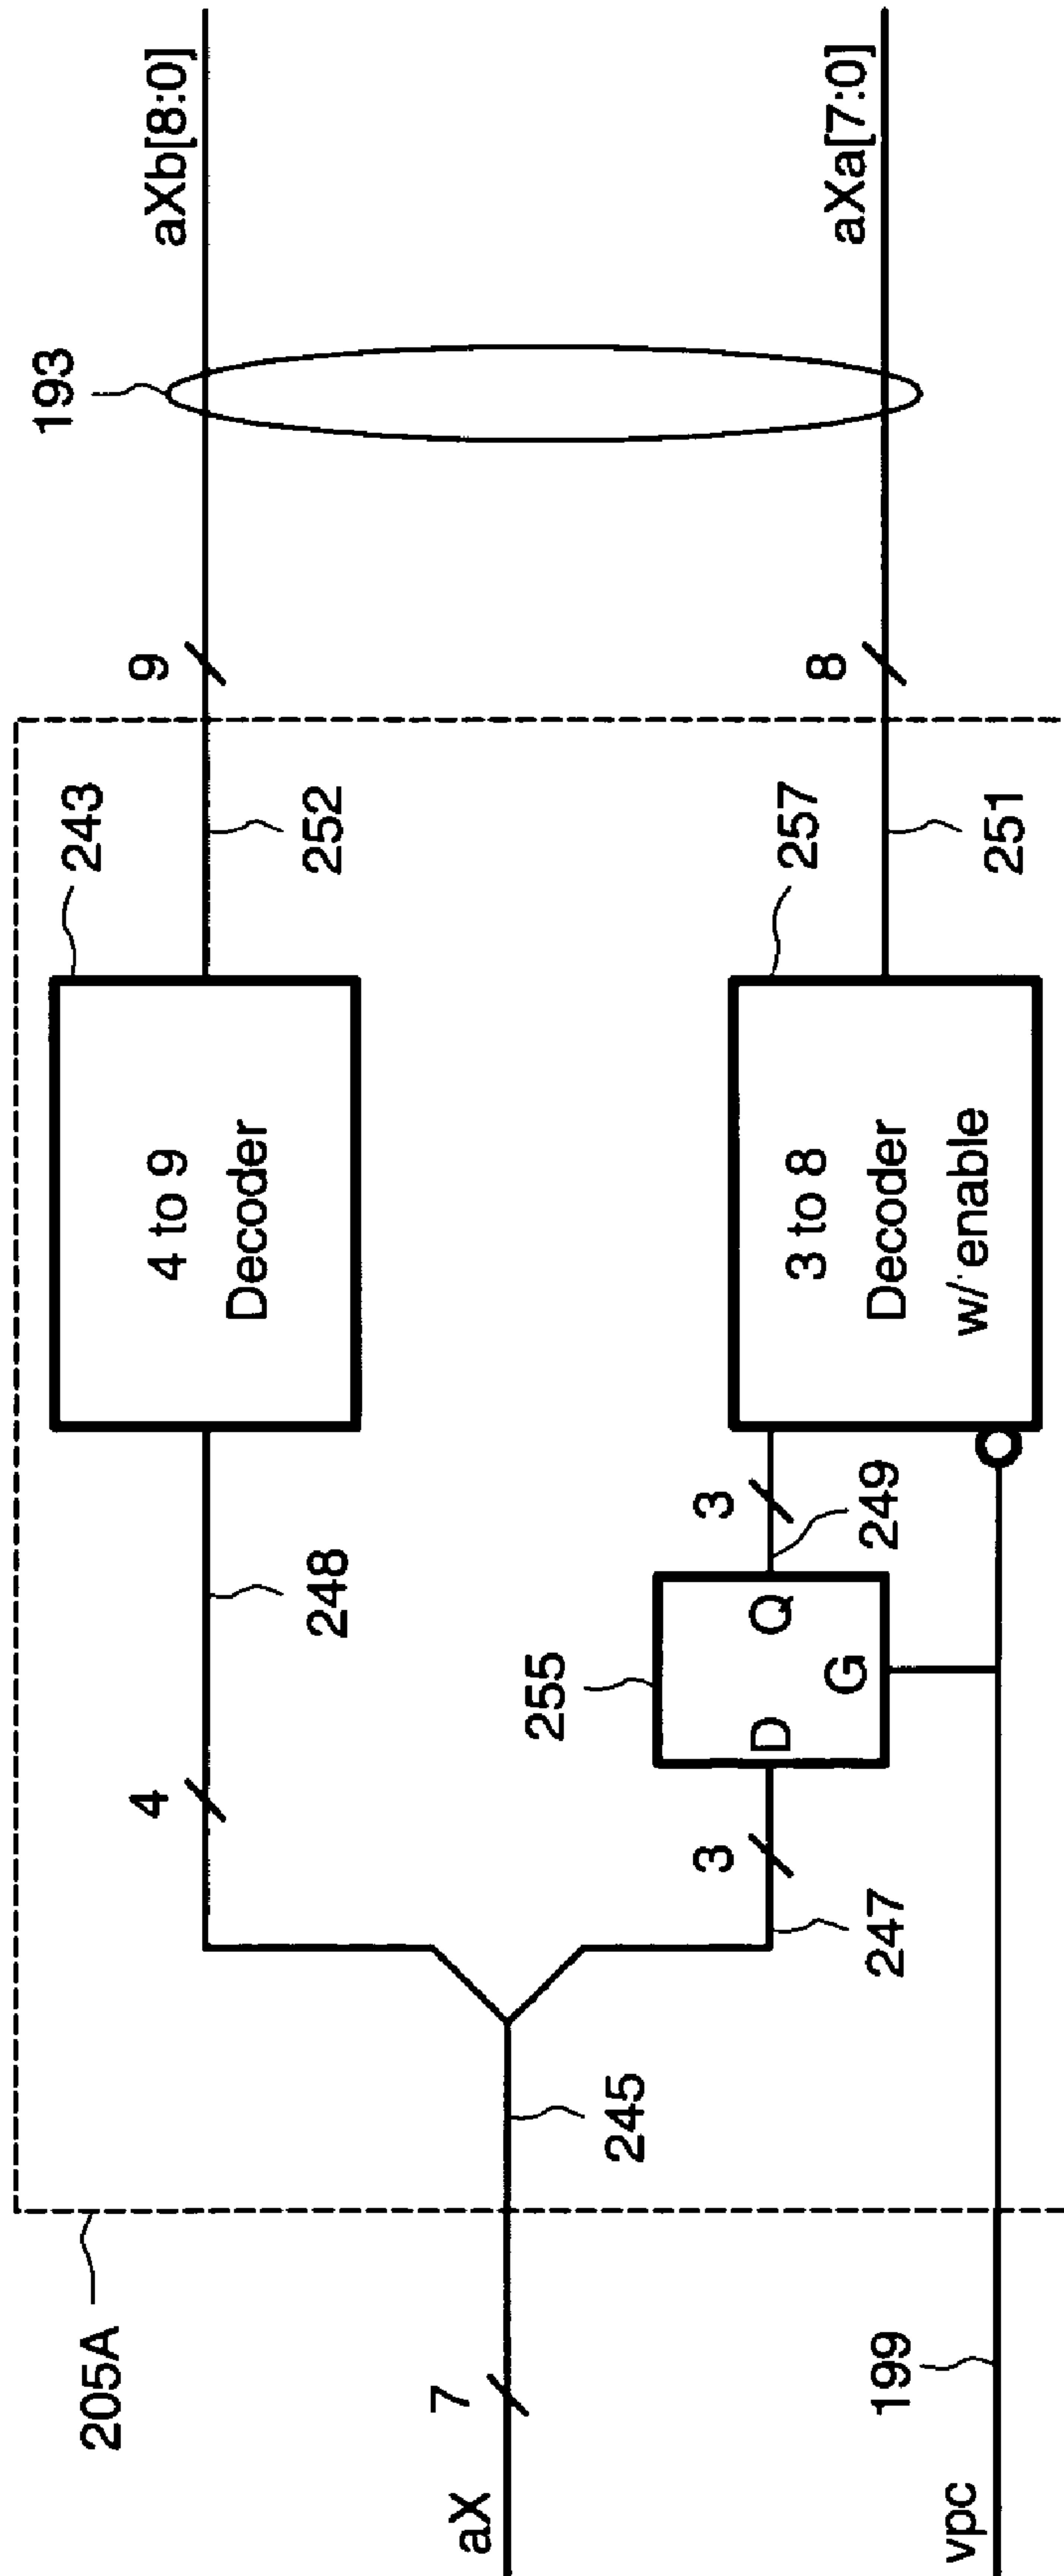 205A
243
4 to 9
Decoder
9
193
aXb[8:0]
4
248
252
aX
7
245
255
D
Q
G
3
247
3
249
3 to 8
Decoder
w/ enable
257
251
8
aXa[7:0]
vpc
199